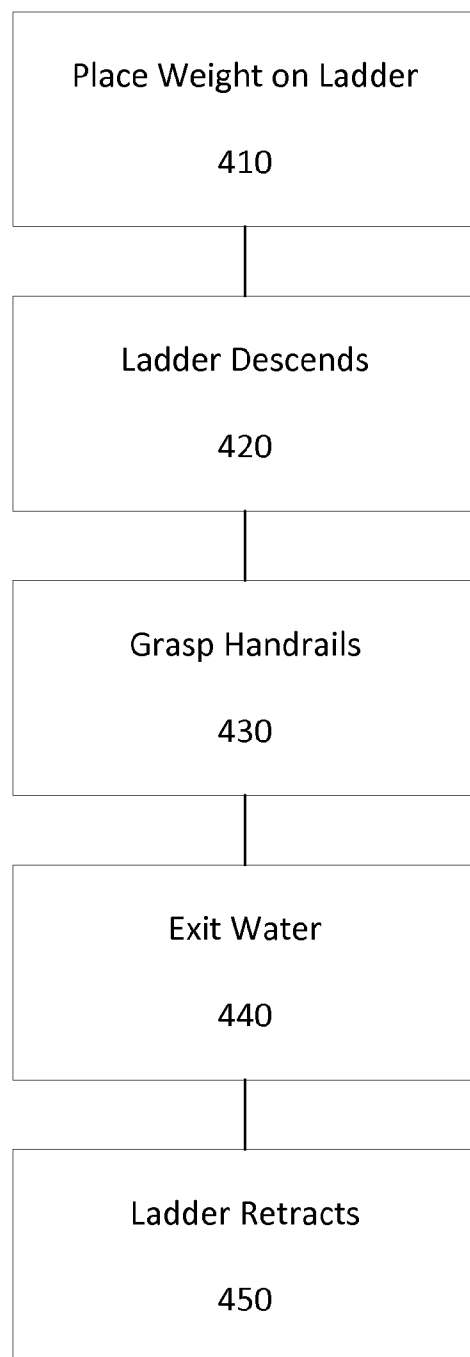 Place Weight on Ladder
410
Ladder Descends
420
Grasp Handrails
430
Exit Water
440
Ladder Retracts
450